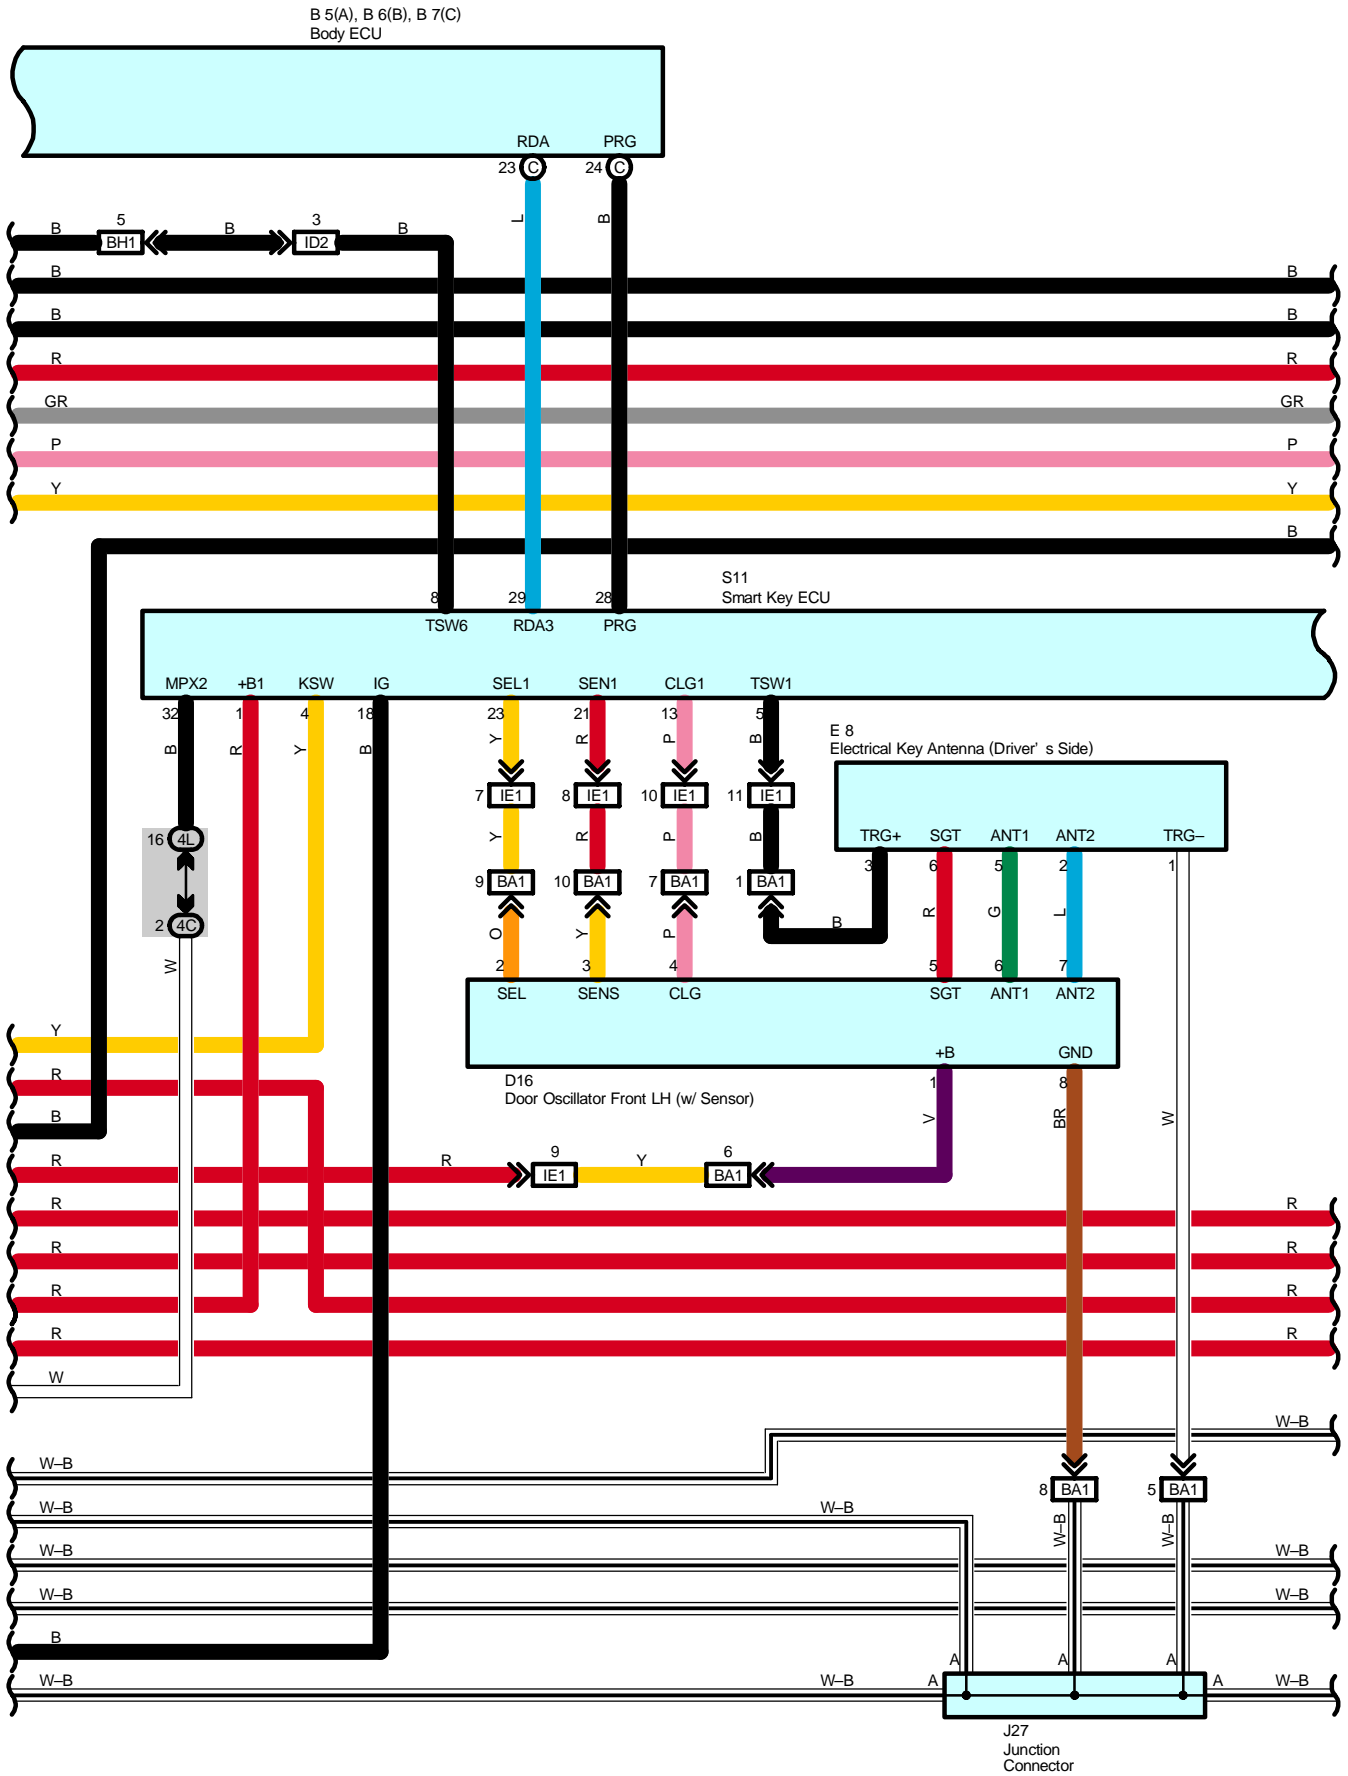 B 5(A), B 6(B), B 7(C)
Body ECU
RDA PRG
23 C 24 C
L B
B 5 BH1 B 3 ID2 B
B B
B B
R R
GR GR
P P
Y Y
B
S11
Smart Key ECU
8 29 28
TSW6 RDA3 PRG
MPX2 +B1 KSW IG SEL1 SEN1 CLG1 TSW1
32 1 4 18 23 21 13 5
B R Y B Y R P B
E 8
Electrical Key Antenna (Driver' s Side)
7 IE1 8 IE1 10 IE1 11 IE1
TRG+ SGT ANT1 ANT2 TRG–
3 6 5 2 1
16 4L
Y R P B
9 BA1 10 BA1 7 BA1 1 BA1
2 4C
O Y P B R G L
W
2 3 4 5 6 7
SEL SENS CLG SGT ANT1 ANT2
+B GND
1 8
D16
Door Oscillator Front LH (w/ Sensor)
V BR W
Y
R
B
R R 9 IE1 Y 6 BA1
R R
R R
R R
R R
W
W–B
W–B
8 BA1 5 BA1
W–B W–B
W–B W–B
W–B W–B
W–B W–B
B
A A A
W–B W–B A A W–B
J27
Junction
Connector